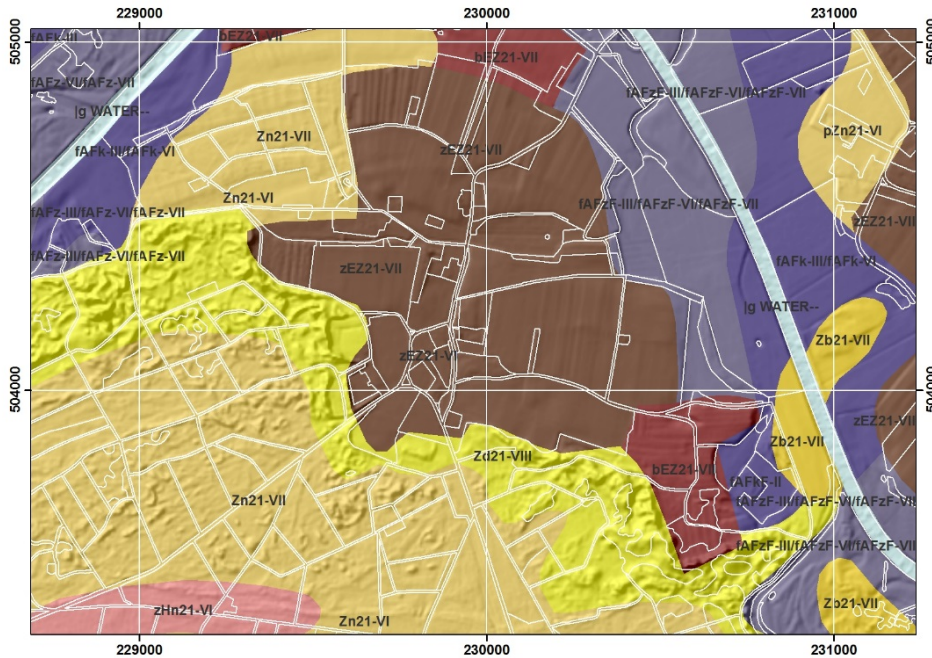 229000
230000
231000
505000
505000
fAFk-III
bEZ21-VII
bEZ21-VII
fAFz-VI/fAFz-VII
fAFzF-III/fAFzF-VI/fAFzF-VII
|g WATER--
Zn21-VII
pZn21-VI
fAFk-III/fAFk-VI
zEZ21-VII
Zn21-VI
fAFzF-III/fAFzF-VI/fAFzF-VII
fAFz-III/fAFz-VI/fAFz-VII
zEZ21-VII
fAFz-III/fAFz-VI/fAFz-VII
zEZ21-VII
fAFk-III/fAFk-VI
|g WATER--
Zb21-VII
zEZ21-VI
504000
504000
zEZ21-VII
Zb21-VII
Zd21-VIII
bEZ21-VII
fAFkF-II
Zn21-VII
fAFzF-III/fAFzF-VI/fAFzF-VII
fAFzF-III/fAFzF-VI/fAFzF-VII
zHn21-VI
Zn21-VI
Zb21-VII
229000
230000
231000